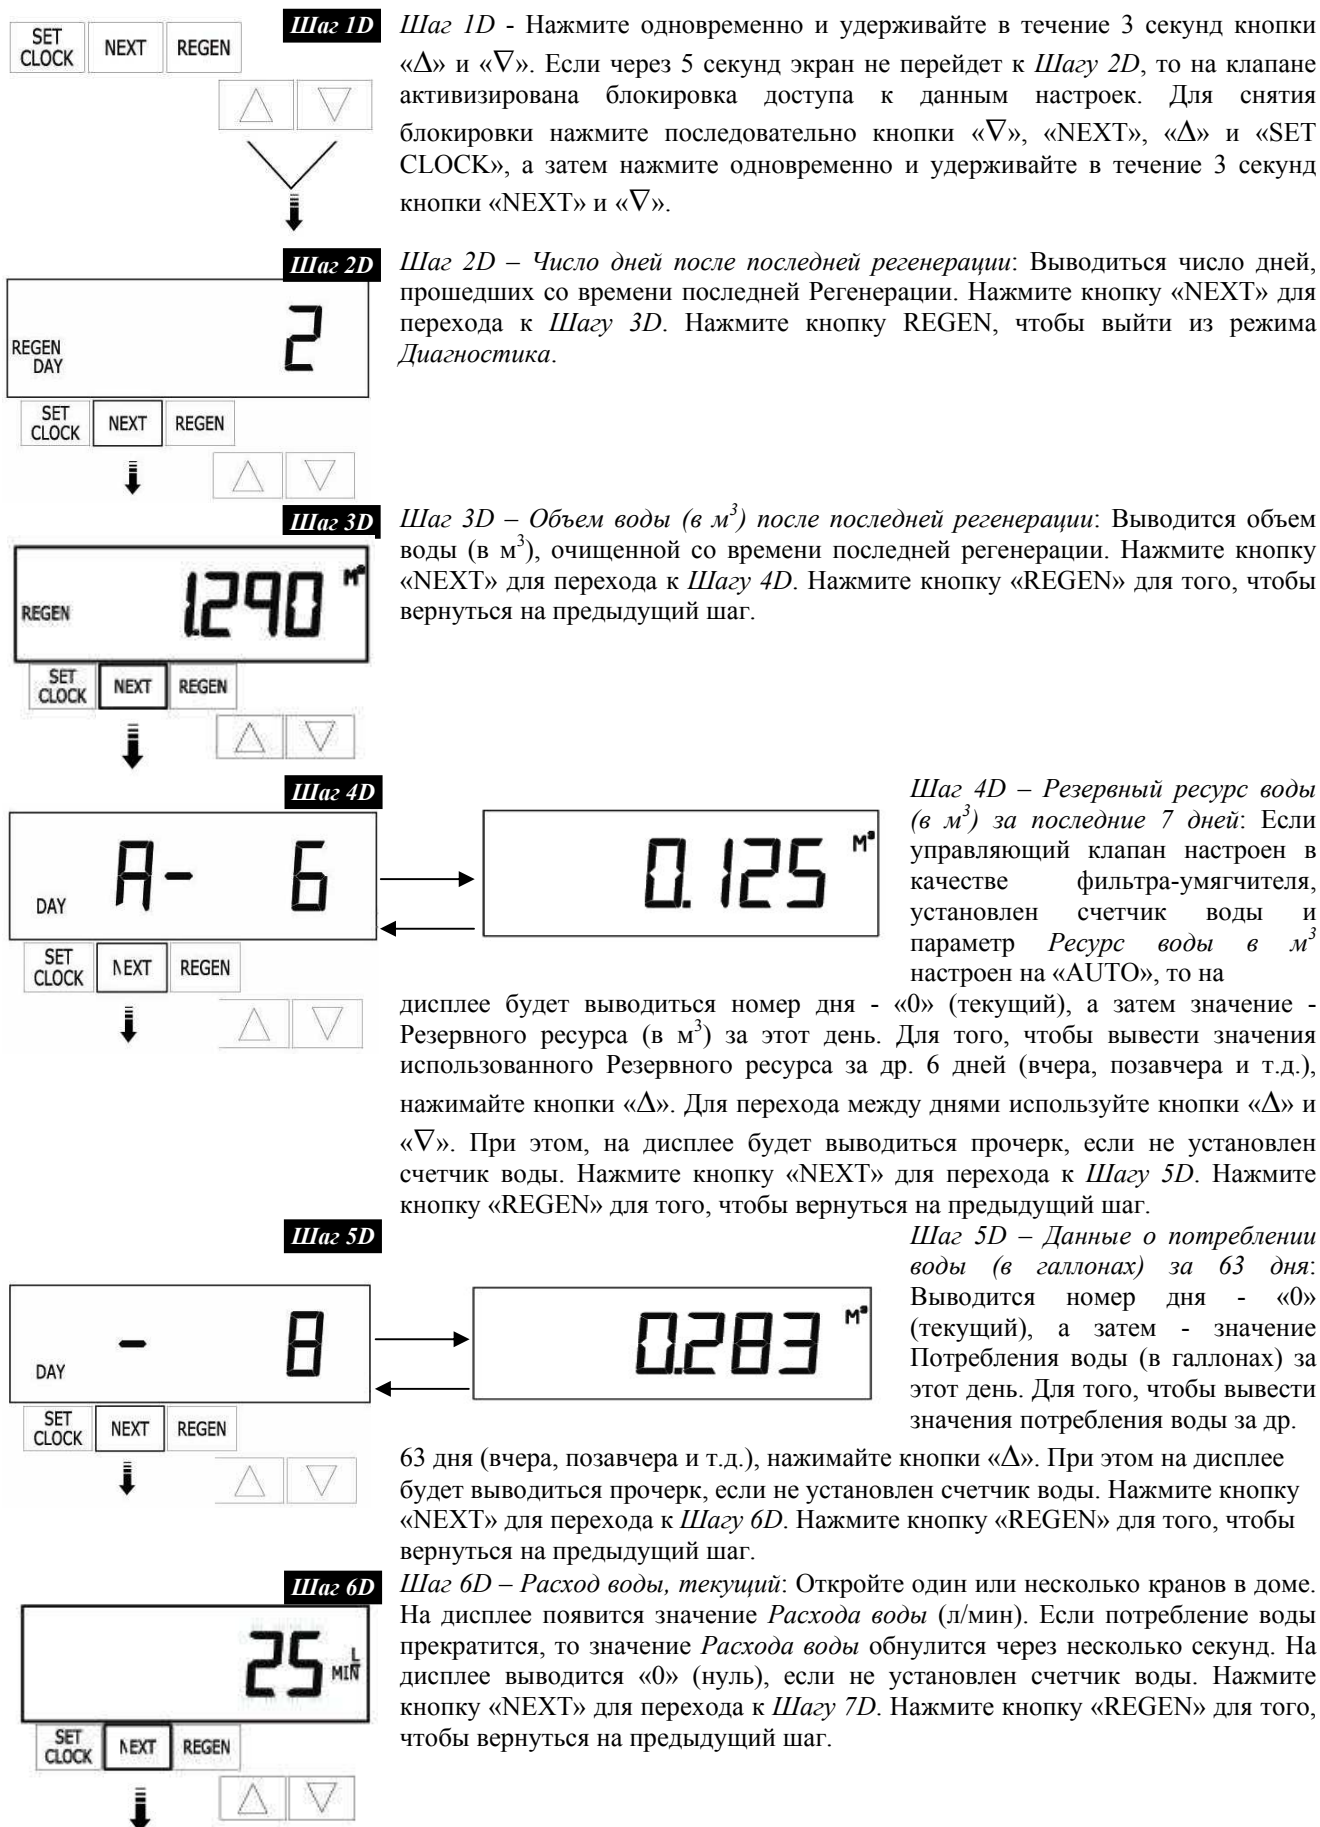 Шаг 1D
SET CLOCK NEXT REGEN
Шаг 1D - Нажмите одновременно и удерживайте в течение 3 секунд кнопки
«Δ» и «∇». Если через 5 секунд экран не перейдет к Шагу 2D, то на клапане
активизирована блокировка доступа к данным настроек. Для снятия
блокировки нажмите последовательно кнопки «∇», «NEXT», «Δ» и «SET
CLOCK», а затем нажмите одновременно и удерживайте в течение 3 секунд
кнопки «NEXT» и «∇».
Шаг 2D
REGEN DAY 2
SET CLOCK NEXT REGEN
Шаг 2D – Число дней после последней регенерации: Выводиться число дней,
прошедших со времени последней Регенерации. Нажмите кнопку «NEXT» для
перехода к Шагу 3D. Нажмите кнопку REGEN, чтобы выйти из режима
Диагностика.
Шаг 3D
REGEN 1.290 м³
SET CLOCK NEXT REGEN
Шаг 3D – Объем воды (в м³) после последней регенерации: Выводится объем
воды (в м³), очищенной со времени последней регенерации. Нажмите кнопку
«NEXT» для перехода к Шагу 4D. Нажмите кнопку «REGEN» для того, чтобы
вернуться на предыдущий шаг.
Шаг 4D
DAY A- 6
0.125 м³
SET CLOCK NEXT REGEN
Шаг 4D – Резервный ресурс воды
(в м³) за последние 7 дней: Если
управляющий клапан настроен в
качестве фильтра-умягчителя,
установлен счетчик воды и
параметр Ресурс воды в м³
настроен на «AUTO», то на
дисплее будет выводиться номер дня - «0» (текущий), а затем значение -
Резервного ресурса (в м³) за этот день. Для того, чтобы вывести значения
использованного Резервного ресурса за др. 6 дней (вчера, позавчера и т.д.),
нажимайте кнопки «Δ». Для перехода между днями используйте кнопки «Δ» и
«∇». При этом, на дисплее будет выводиться прочерк, если не установлен
счетчик воды. Нажмите кнопку «NEXT» для перехода к Шагу 5D. Нажмите
кнопку «REGEN» для того, чтобы вернуться на предыдущий шаг.
Шаг 5D
DAY - 8
0.283 м³
SET CLOCK NEXT REGEN
Шаг 5D – Данные о потреблении
воды (в галлонах) за 63 дня:
Выводится номер дня - «0»
(текущий), а затем - значение
Потребления воды (в галлонах) за
этот день. Для того, чтобы вывести
значения потребления воды за др.
63 дня (вчера, позавчера и т.д.), нажимайте кнопки «Δ». При этом на дисплее
будет выводиться прочерк, если не установлен счетчик воды. Нажмите кнопку
«NEXT» для перехода к Шагу 6D. Нажмите кнопку «REGEN» для того, чтобы
вернуться на предыдущий шаг.
Шаг 6D
25 L MIN
SET CLOCK NEXT REGEN
Шаг 6D – Расход воды, текущий: Откройте один или несколько кранов в доме.
На дисплее появится значение Расхода воды (л/мин). Если потребление воды
прекратится, то значение Расхода воды обнулится через несколько секунд. На
дисплее выводится «0» (нуль), если не установлен счетчик воды. Нажмите
кнопку «NEXT» для перехода к Шагу 7D. Нажмите кнопку «REGEN» для того,
чтобы вернуться на предыдущий шаг.